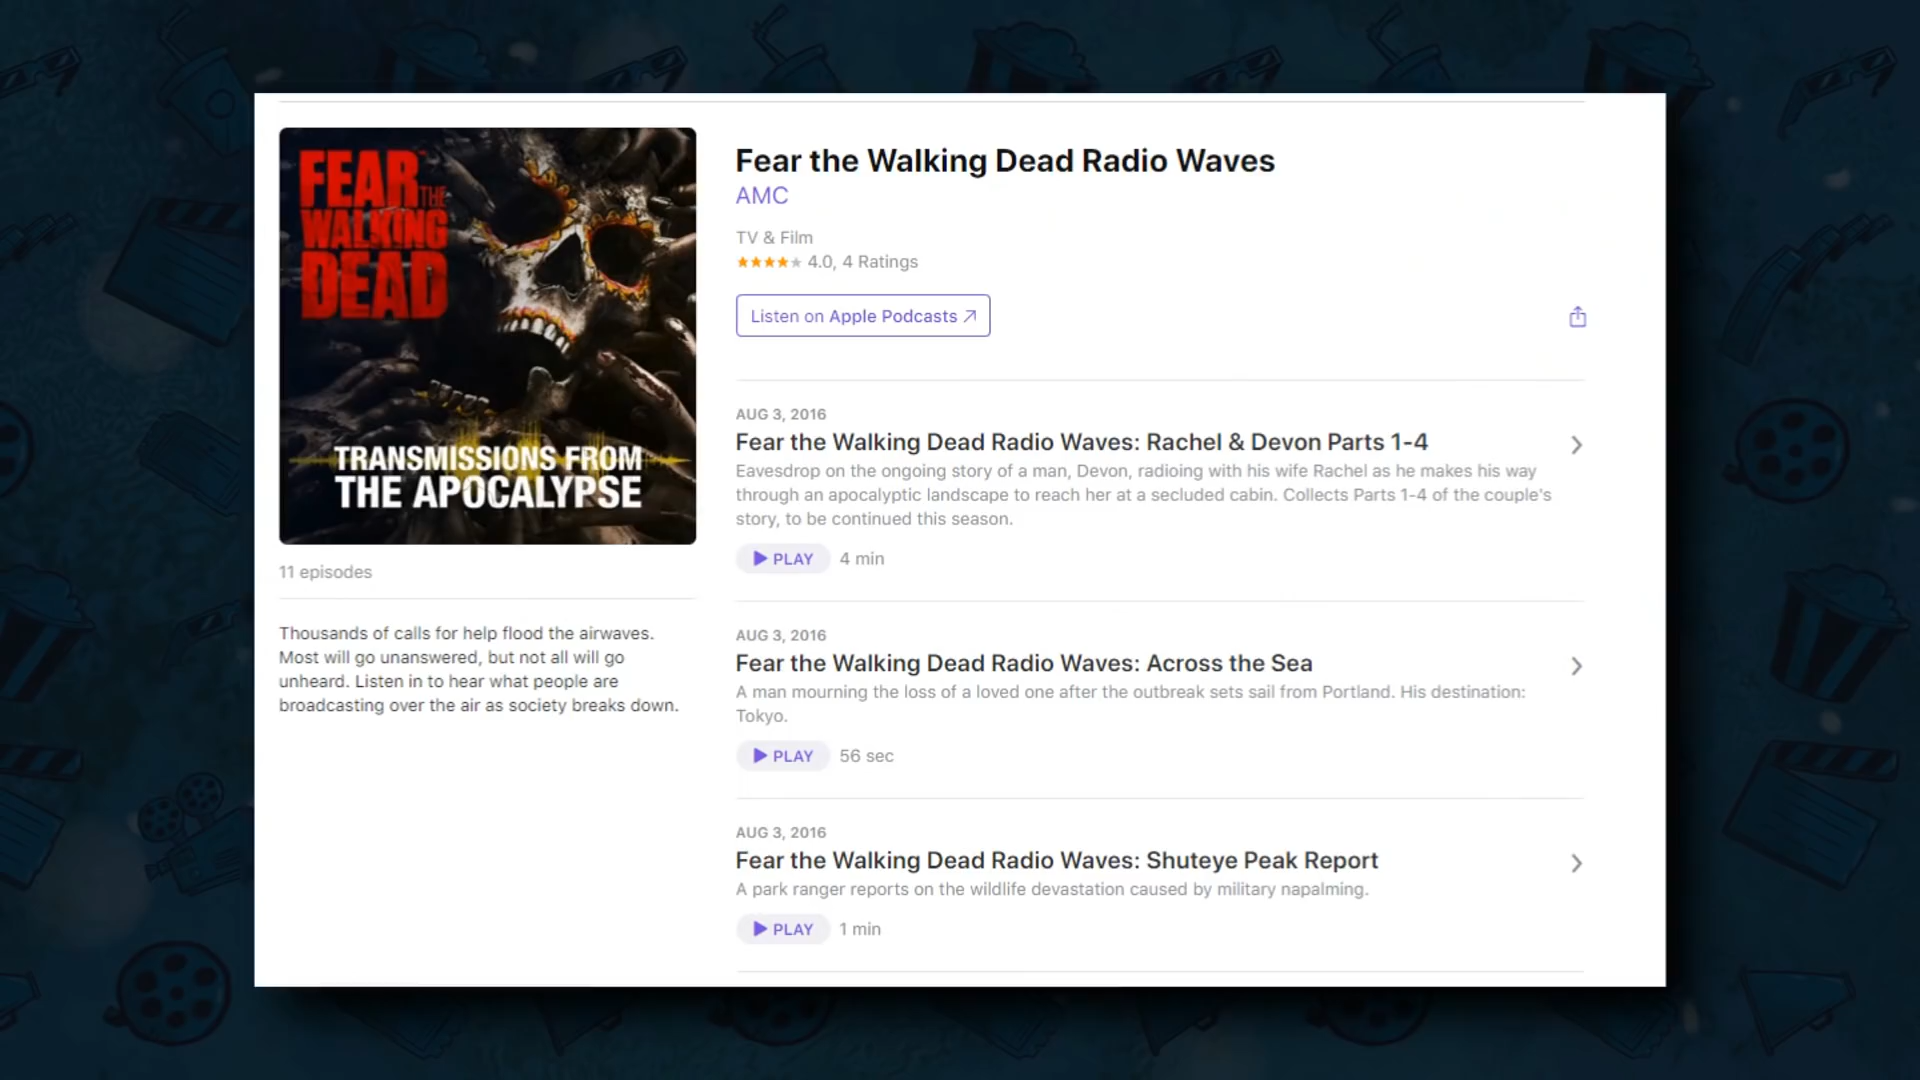 FEAR THE
WALKING
DEAD
TRANSMISSIONS FROM
THE APOCALYPSE
11 episodes
Thousands of calls for help flood the airwaves.
Most will go unanswered, but not all will go
unheard. Listen in to hear what people are
broadcasting over the air as society breaks down.
Fear the Walking Dead Radio Waves
AMC
TV & Film
4.0, 4 Ratings
Listen on Apple Podcasts
AUG 3, 2016
Fear the Walking Dead Radio Waves: Rachel & Devon Parts 1-4
Eavesdrop on the ongoing story of a man, Devon, radioing with his wife Rachel as he makes his way
through an apocalyptic landscape to reach her at a secluded cabin. Collects Parts 1-4 of the couple's
story, to be continued this season.
PLAY 4 min
AUG 3, 2016
Fear the Walking Dead Radio Waves: Across the Sea
A man mourning the loss of a loved one after the outbreak sets sail from Portland. His destination:
Tokyo.
PLAY 56 sec
AUG 3, 2016
Fear the Walking Dead Radio Waves: Shuteye Peak Report
A park ranger reports on the wildlife devastation caused by military napalming.
PLAY 1 min